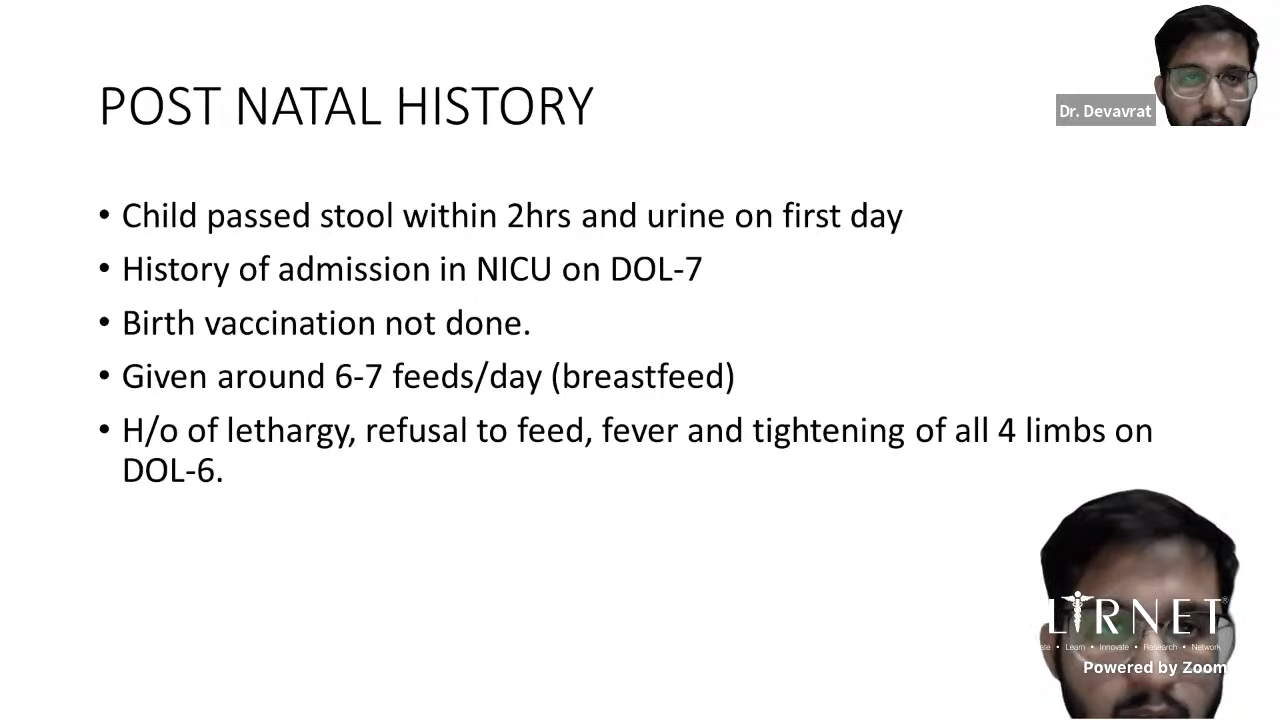 POST NATAL HISTORY
Dr. Devavrat
• Child passed stool within 2hrs and urine on first day
• History of admission in NICU on DOL-7
• Birth vaccination not done.
• Given around 6-7 feeds/day (breastfeed)
• H/o of lethargy, refusal to feed, fever and tightening of all 4 limbs on
DOL-6.
LIRNET®
• Learn • Innovate • Research • Network
Powered by Zoom